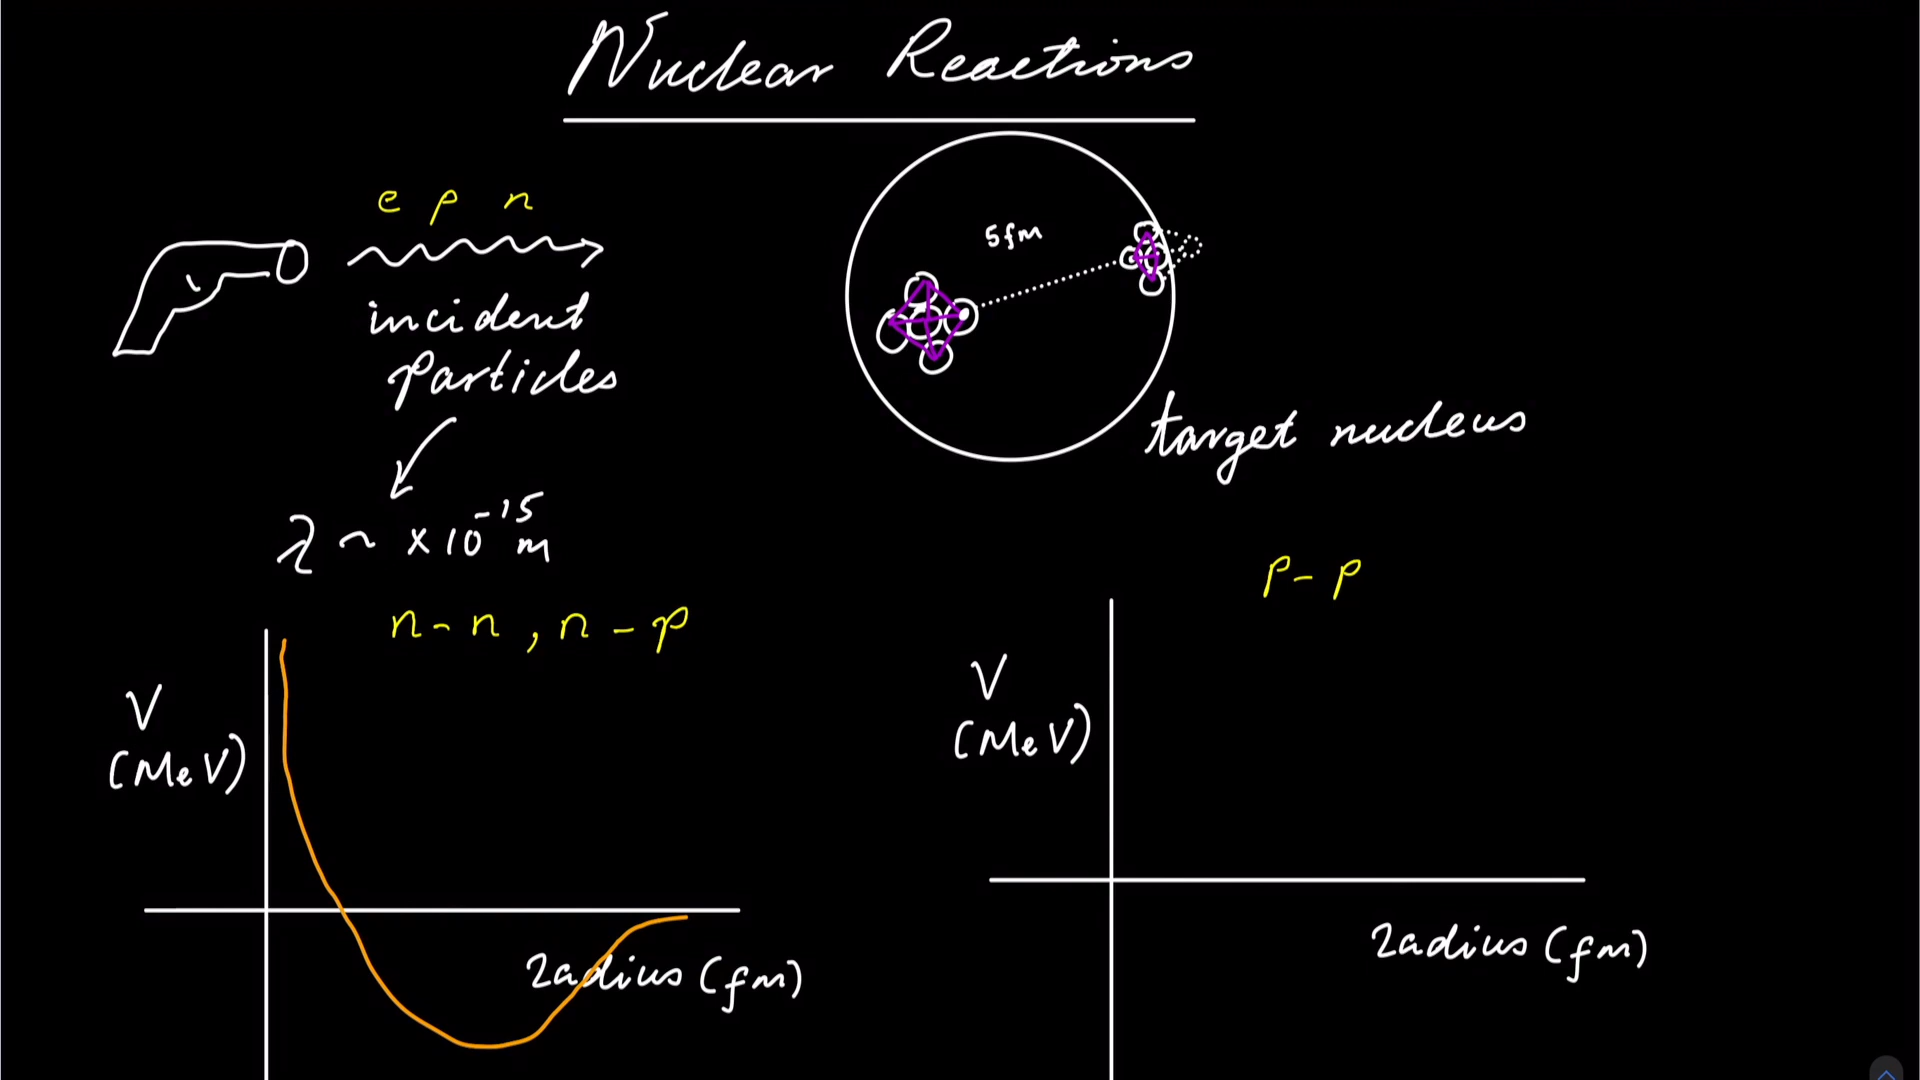 Nuclear Reactions
e p n
incident
particles
λ ~ ×10⁻¹⁵ m
5fm
target nucleus
n-n, n-p
V
(MeV)
radius (fm)
p-p
V
(MeV)
radius (fm)